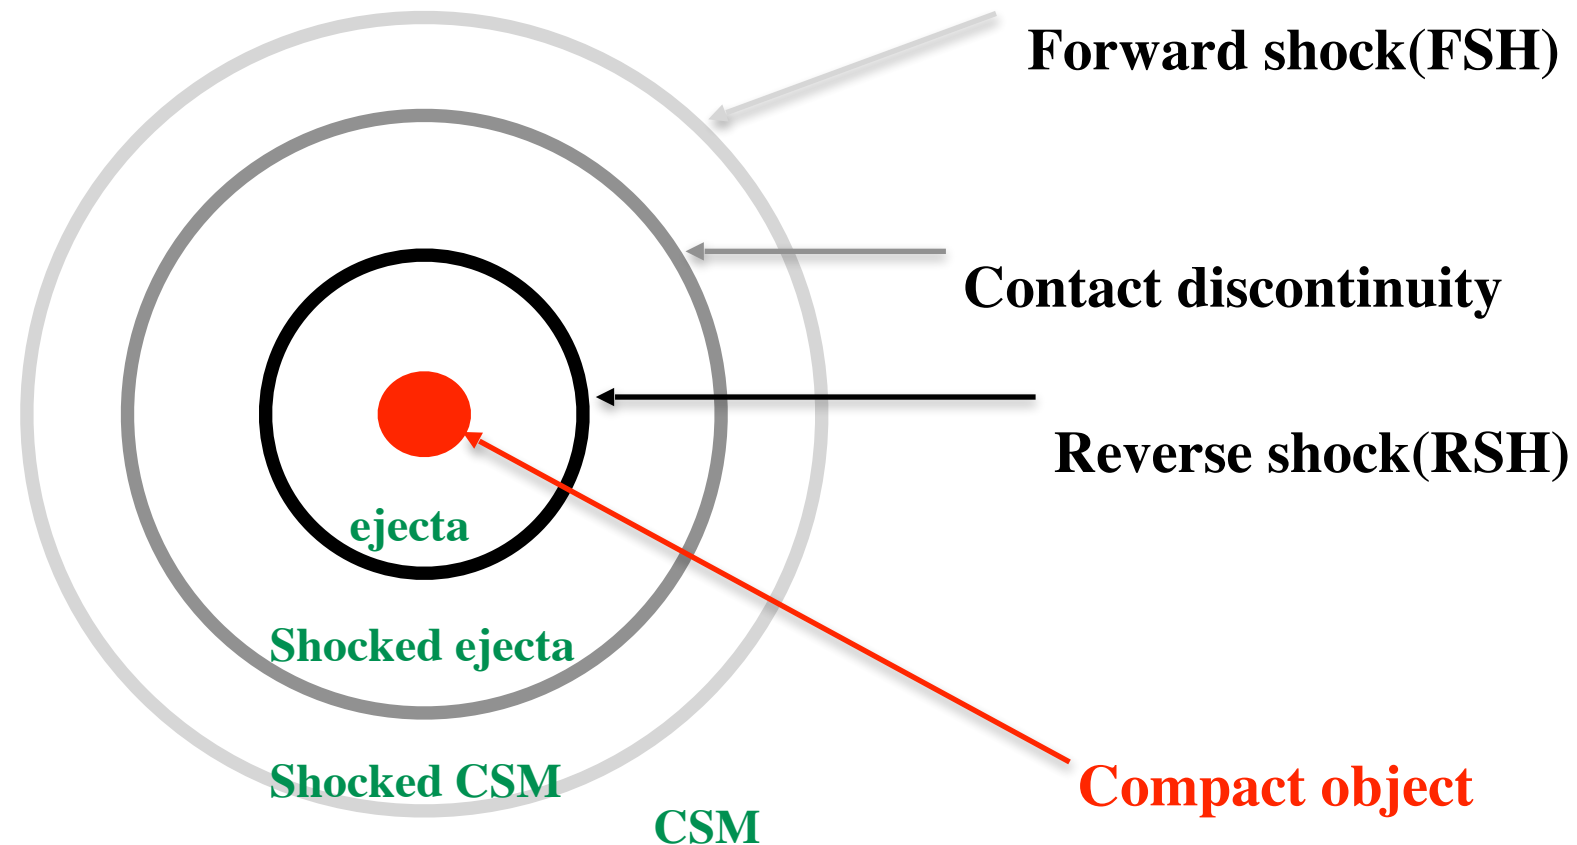 Forward shock(FSH)
Contact discontinuity
Reverse shock(RSH)
ejecta
Shocked ejecta
Shocked CSM
Compact object
CSM